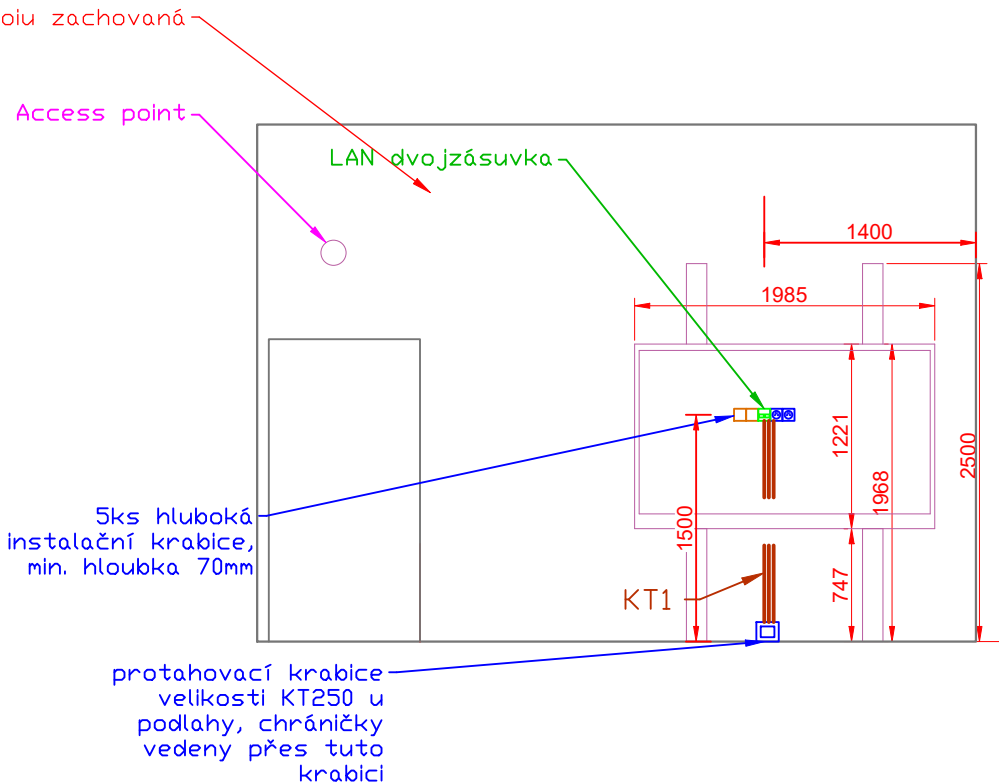 zachovaná
Access point
LAN dvojzásuvka
1400
1985
1221
1968
2500
1500
747
5ks hluboká
instalační krabice,
min. hloubka 70mm
KT1
protahovací krabice
velikosti KT250 u
podlahy, chráničky
vedeny přes tuto
krabici